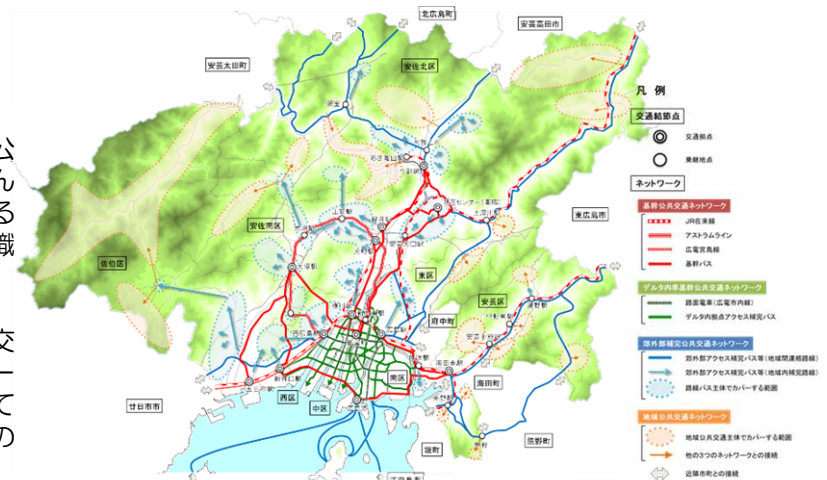 公
ん
る
職
交
ー
て
の
北広島町
安芸高田市
安芸太田町
安佐北区
東広島市
安佐南区
佐伯区
東区
安芸区
府中町
海田町
南区
西区
中区
廿日市市
坂町
熊野町
凡 例
交通結節点
交通拠点
乗継地点
ネットワーク
基幹公共交通ネットワーク
JR在来線
アストラムライン
広電宮島線
基幹バス
デルタ内準基幹公共交通ネットワーク
路面電車(広電市内線)
デルタ内拠点アクセス補完バス
郊外部補完公共交通ネットワーク
郊外部アクセス補完バス等(地域間連絡路線)
郊外部アクセス補完バス等(地域内補完路線)
路線バス主体でカバーする範囲
地域公共交通ネットワーク
地域公共交通主体でカバーする範囲
他の3つのネットワークとの接続
近隣市町との接続